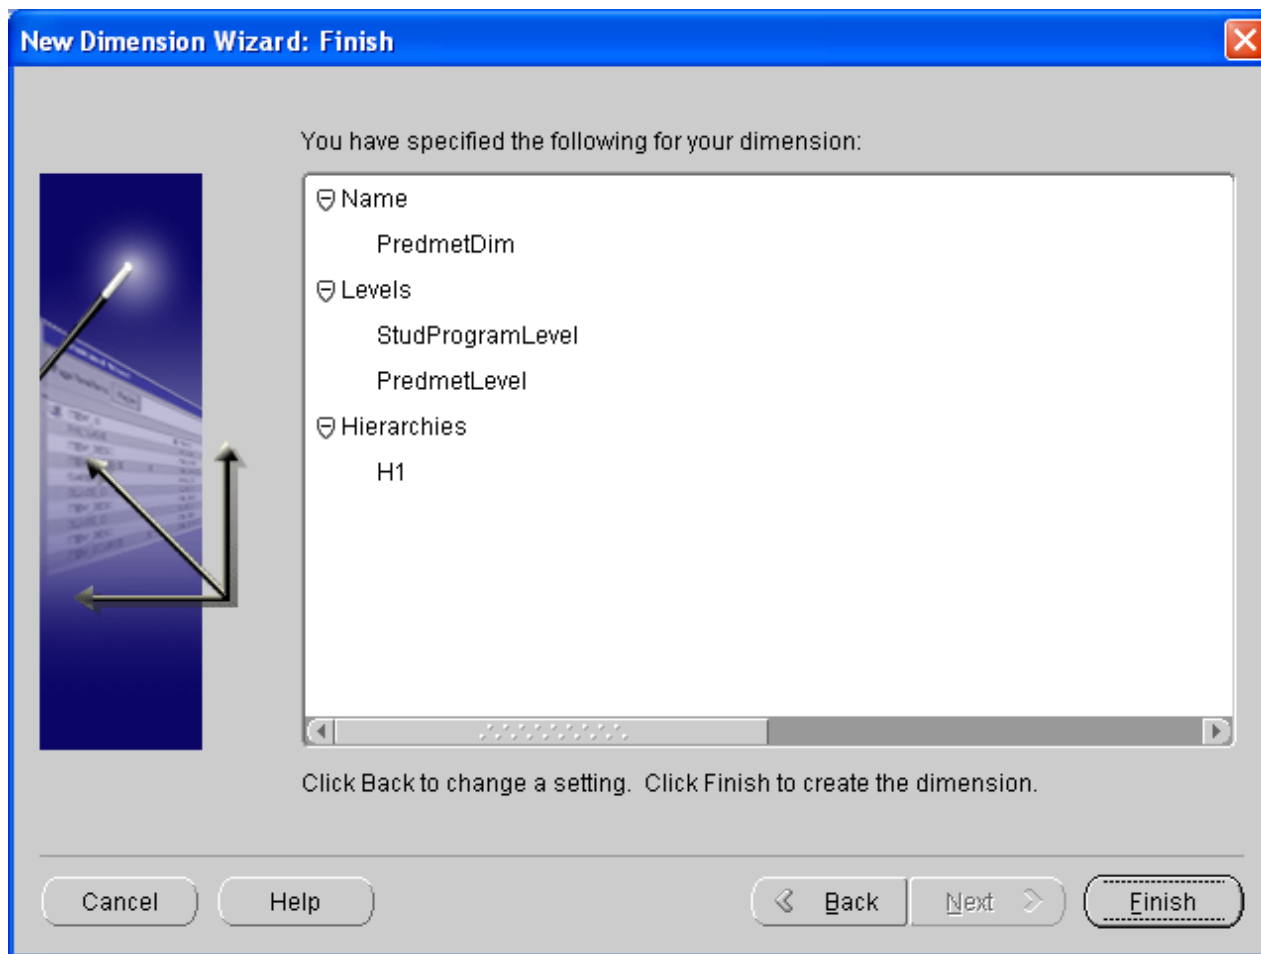 New Dimension Wizard: Finish
You have specified the following for your dimension:
Name
PredmetDim
Levels
StudProgramLevel
PredmetLevel
Hierarchies
H1
Click Back to change a setting. Click Finish to create the dimension.
Cancel
Help
Back
Next
Finish